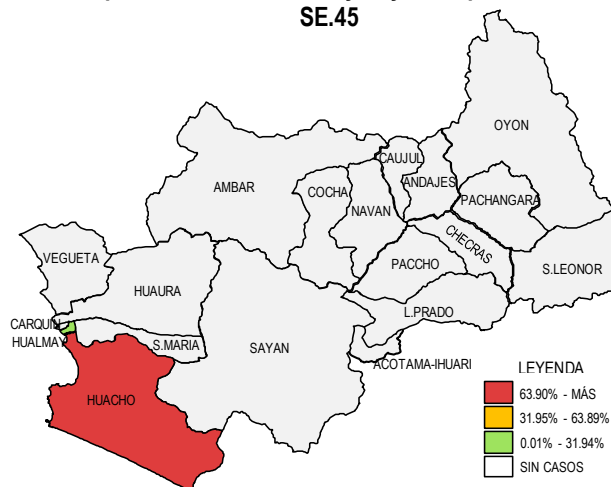 SE.45
OYON
CAUJUL
ANDAJES
AMBAR
COCHA
NAVAN
PACHANGARA
CHECRAS
VEGUETA
PACCHO
S.LEONOR
HUAURA
L.PRADO
CARQUIN
HUALMAY
S.MARIA
SAYAN
ACOTAMA-IHUARI
HUACHO
LEYENDA
63.90% - MÁS
31.95% - 63.89%
0.01% - 31.94%
SIN CASOS